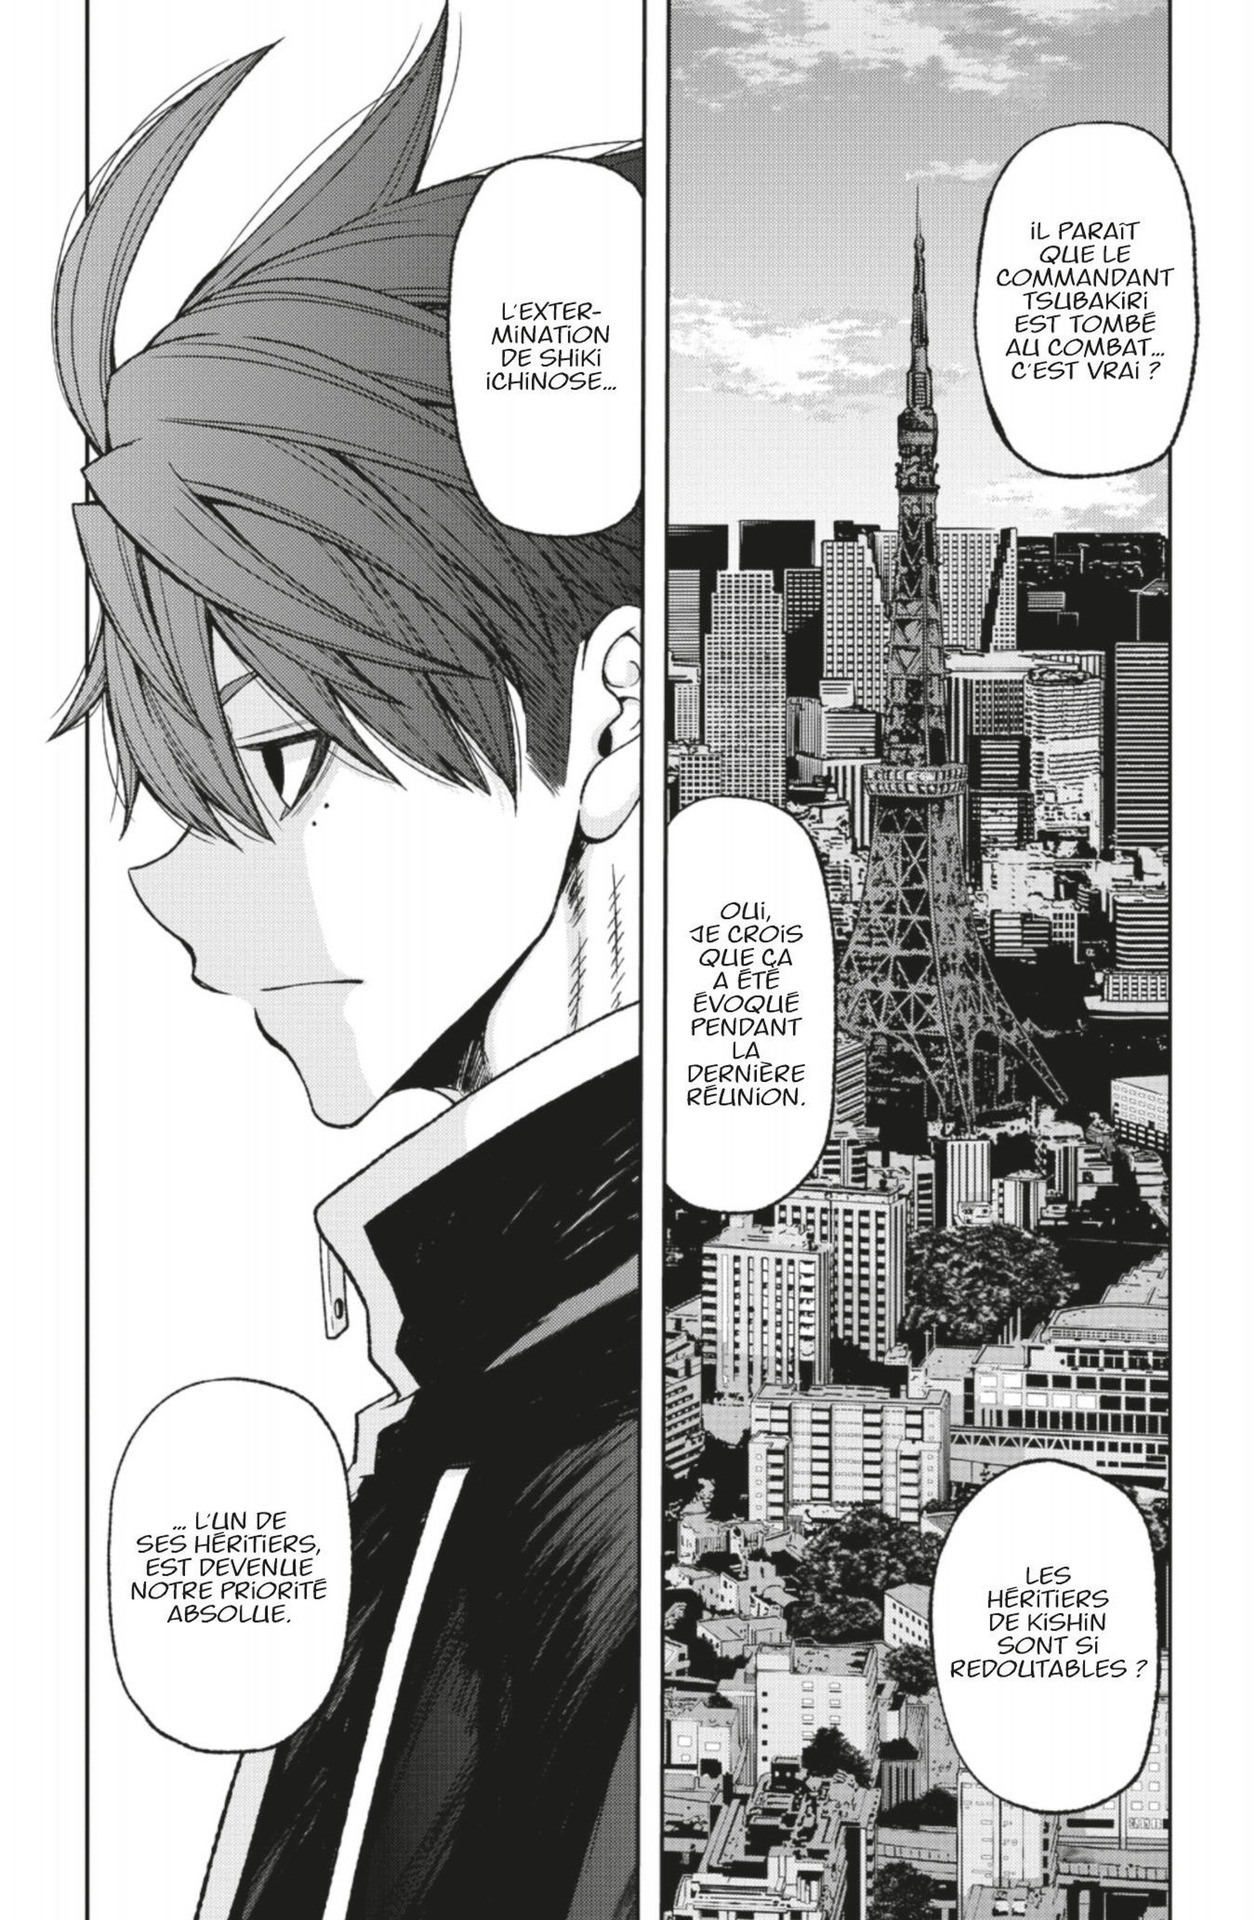 IL PARAÎT
QUE LE
COMMANDANT
TSUBAKIRI
EST TOMBÉ
AU COMBAT...
C'EST VRAI ?
OUI,
JE CROIS
QUE ÇA
A ÉTÉ
ÉVOQUÉ
PENDANT
LA
DERNIÈRE
RÉUNION.
LES
HÉRITIERS
DE KISHIN
SONT SI
REDOUTABLES ?
L'EXTER-
MINATION
DE SHIKI
ICHINOSE...
... L'UN DE
SES HÉRITIERS,
EST DEVENUE
NOTRE PRIORITÉ
ABSOLUE.